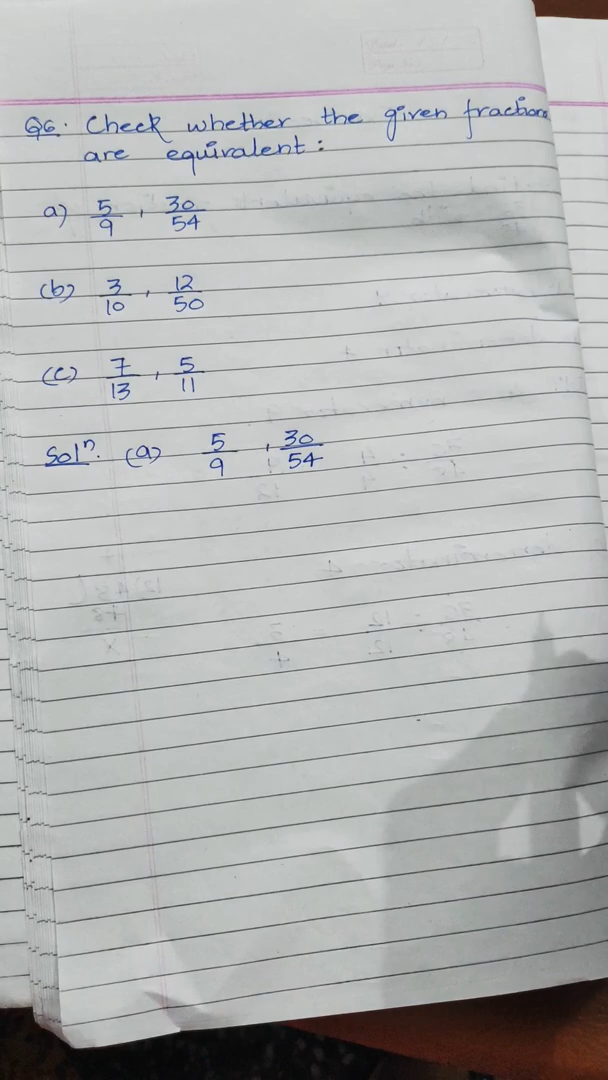 Q6. Check whether the given fractions
are equivalent :
a) 5/9 , 30/54
(b) 3/10 , 12/50
(c) 7/13 , 5/11
Solⁿ. (a) 5/9 , 30/54